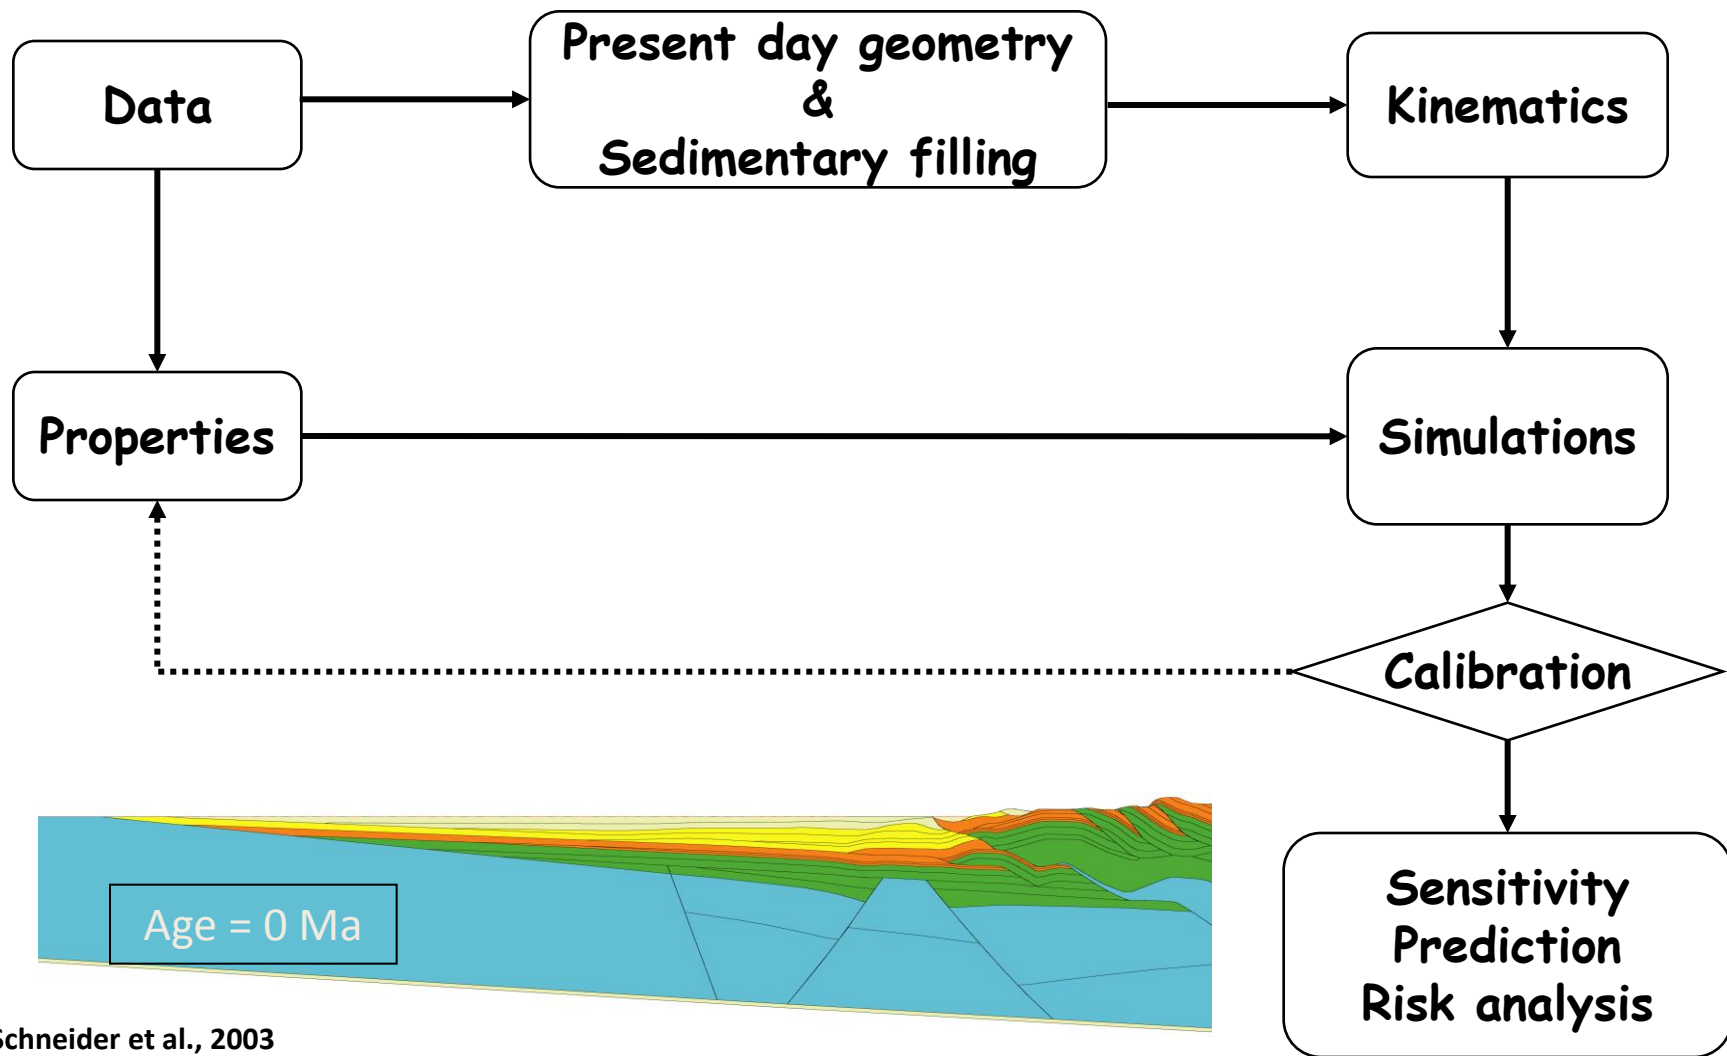 Data
Present day geometry
&
Sedimentary filling
Kinematics
Properties
Simulations
Calibration
Age = 0 Ma
Sensitivity
Prediction
Risk analysis
Schneider et al., 2003